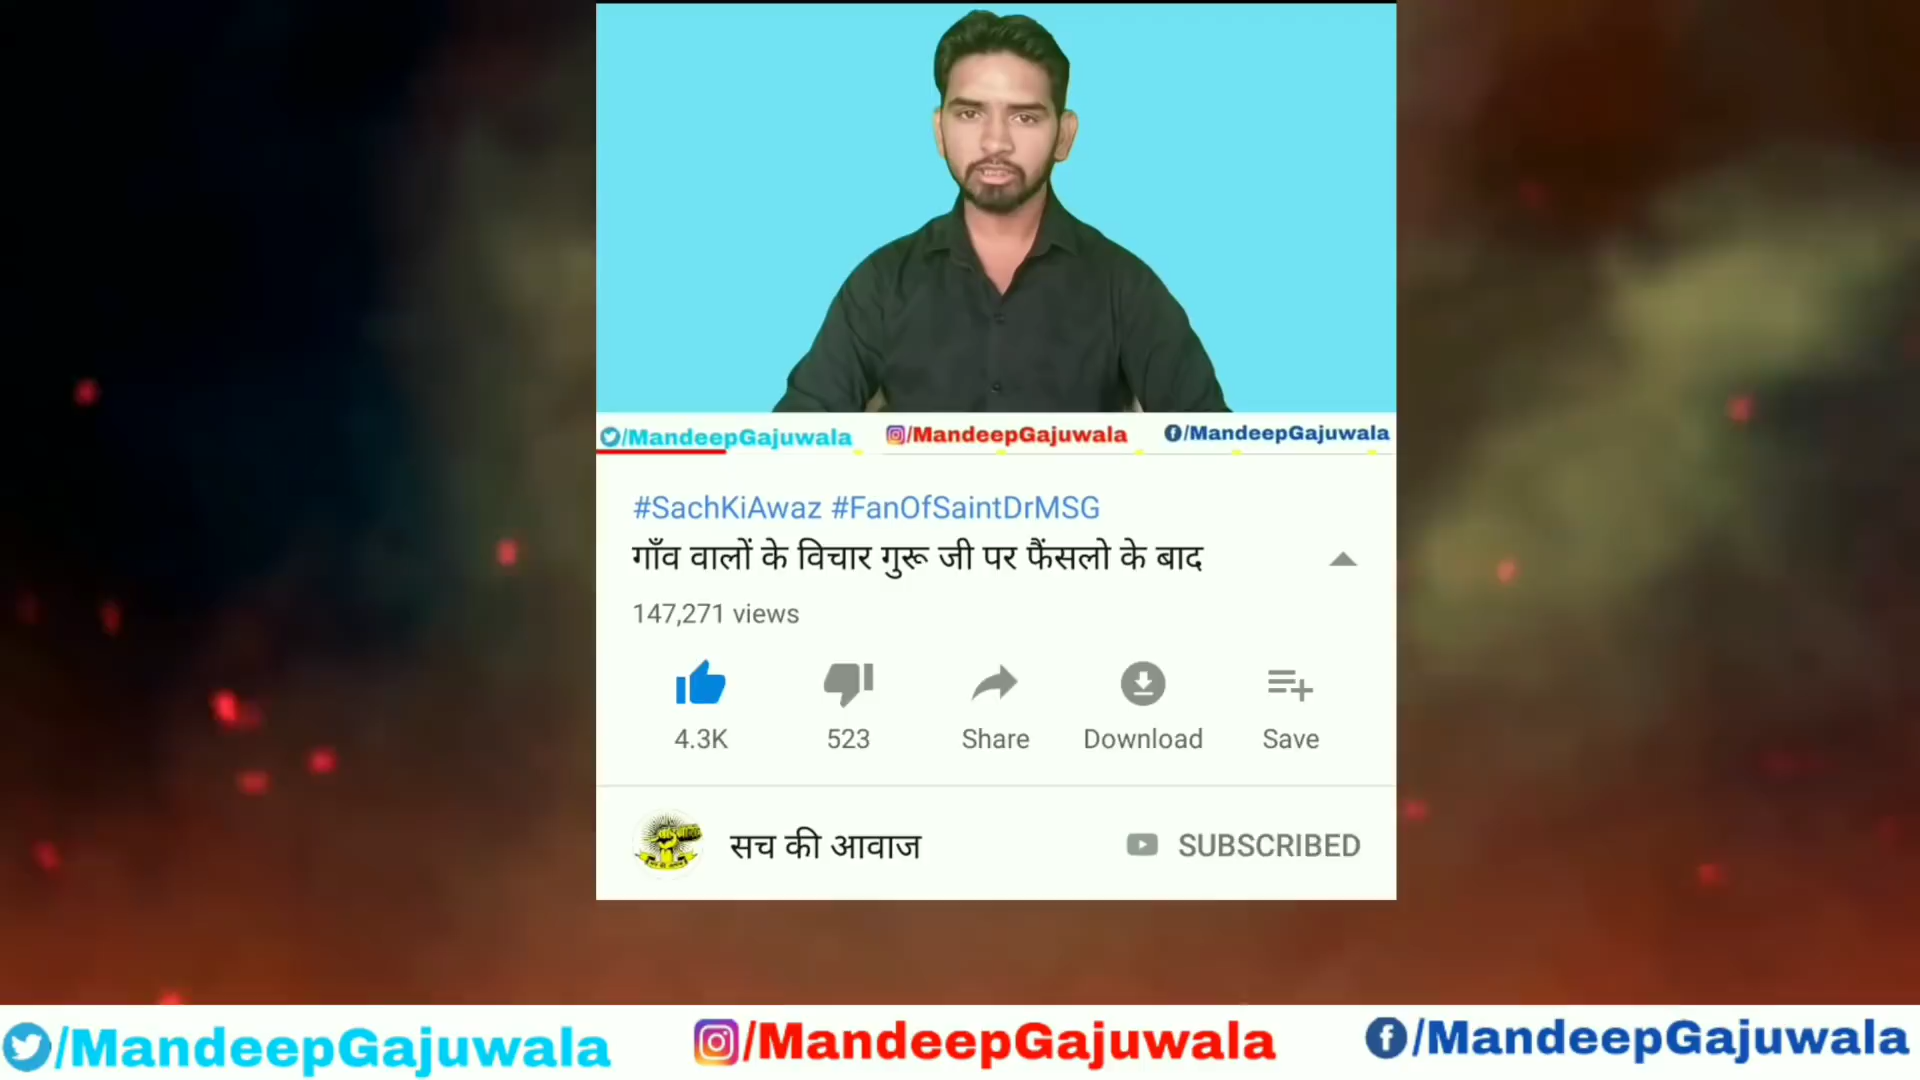 /MandeepGajuwala /MandeepGajuwala /MandeepGajuwala
#SachKiAwaz #FanOfSaintDrMSG
गाँव वालों के विचार गुरू जी पर फैंसलो के बाद
147,271 views
4.3K 523 Share Download Save
सच की आवाज SUBSCRIBED
/MandeepGajuwala /MandeepGajuwala /MandeepGajuwala